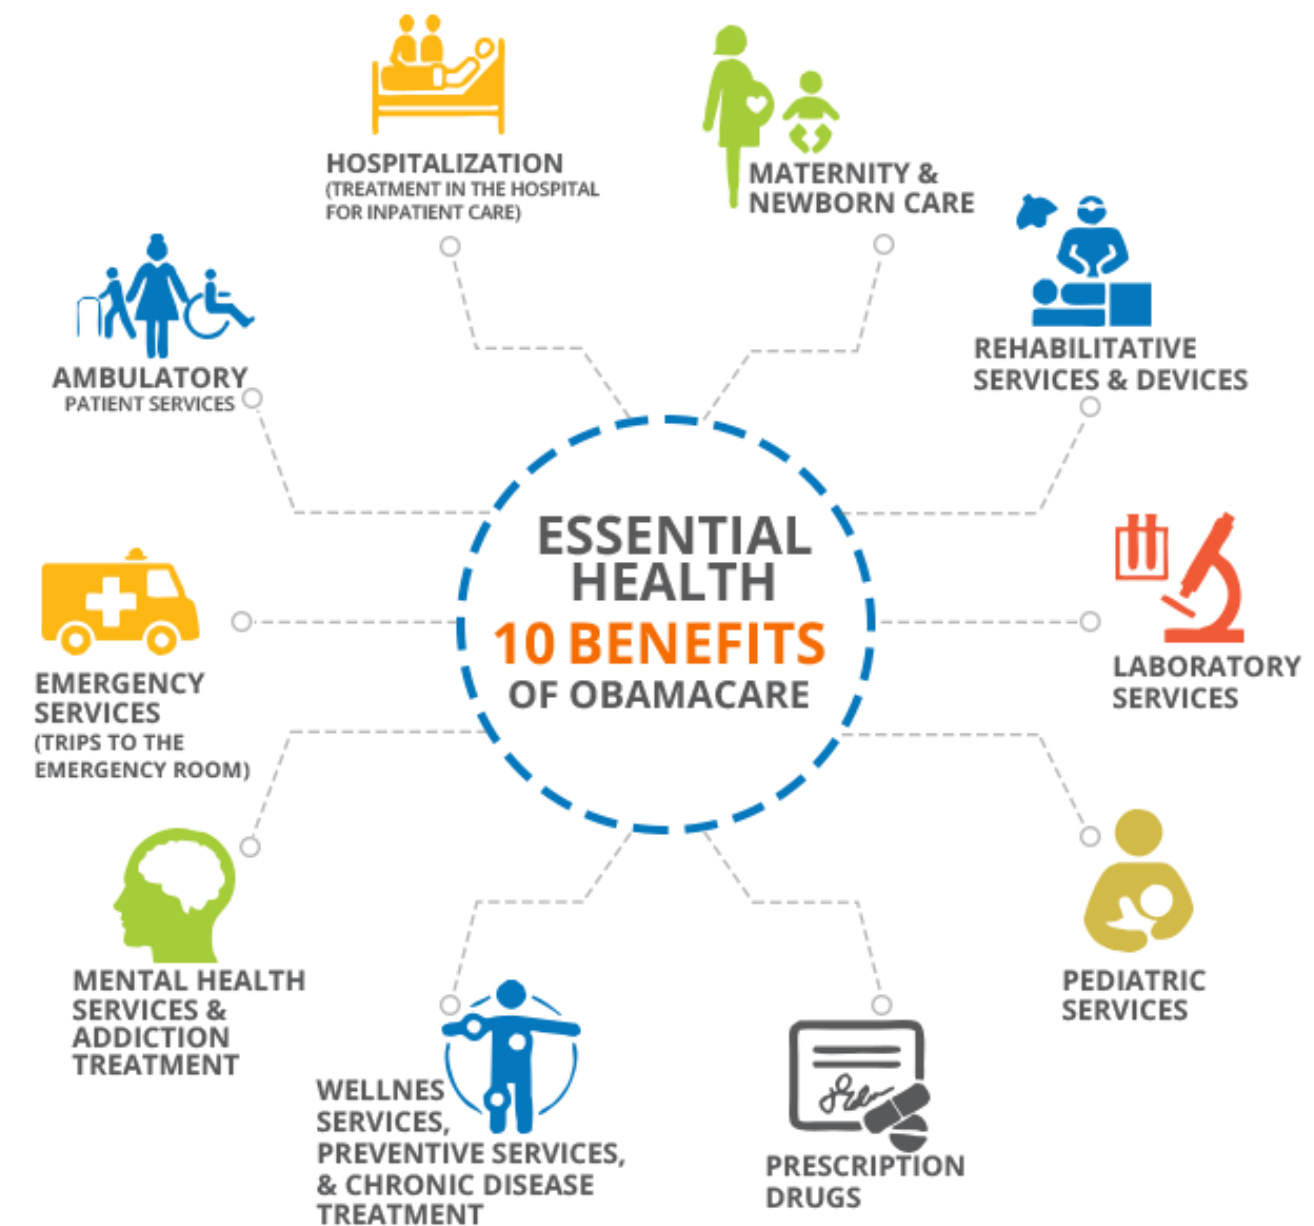 HOSPITALIZATION
(TREATMENT IN THE HOSPITAL
FOR INPATIENT CARE)
MATERNITY &
NEWBORN CARE
REHABILITATIVE
SERVICES & DEVICES
AMBULATORY
PATIENT SERVICES
ESSENTIAL
HEALTH
10 BENEFITS
OF OBAMACARE
LABORATORY
SERVICES
EMERGENCY
SERVICES
(TRIPS TO THE
EMERGENCY ROOM)
PEDIATRIC
SERVICES
MENTAL HEALTH
SERVICES &
ADDICTION
TREATMENT
WELLNES
SERVICES,
PREVENTIVE SERVICES,
& CHRONIC DISEASE
TREATMENT
PRESCRIPTION
DRUGS